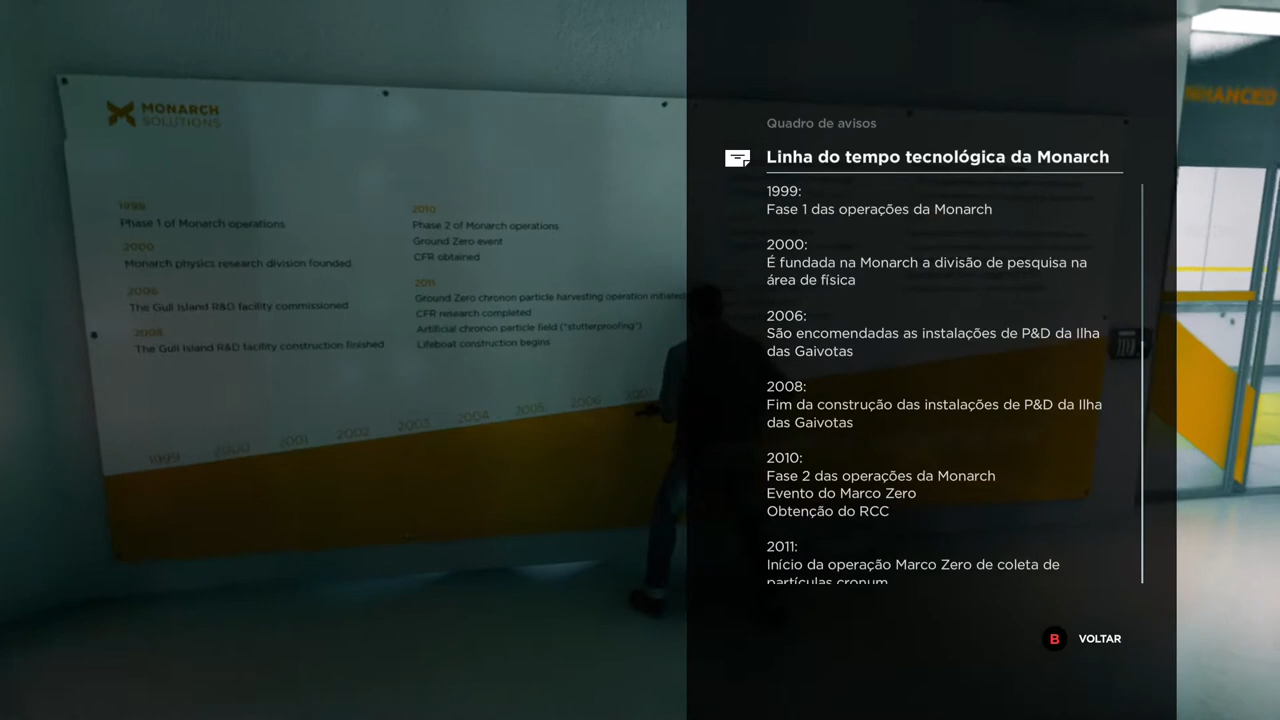 MONARCH
SOLUTIONS
1999
Phase 1 of Monarch operations
2000
Monarch physics research division founded
2006
The Gull Island R&D facility commissioned
2008
The Gull Island R&D facility construction finished
2010
Phase 2 of Monarch operations
Ground Zero event
CFR obtained
2011
Ground Zero chronon particle harvesting operation initiated
CFR research completed
Artificial chronon particle field ("stutterproofing")
Lifeboat construction begins
1999 2000 2001 2002 2003 2004 2005 2006 2007
Quadro de avisos
Linha do tempo tecnológica da Monarch
1999:
Fase 1 das operações da Monarch
2000:
É fundada na Monarch a divisão de pesquisa na
área de física
2006:
São encomendadas as instalações de P&D da Ilha
das Gaivotas
2008:
Fim da construção das instalações de P&D da Ilha
das Gaivotas
2010:
Fase 2 das operações da Monarch
Evento do Marco Zero
Obtenção do RCC
2011:
Início da operação Marco Zero de coleta de
partículas cronum
B VOLTAR
ENHANCED